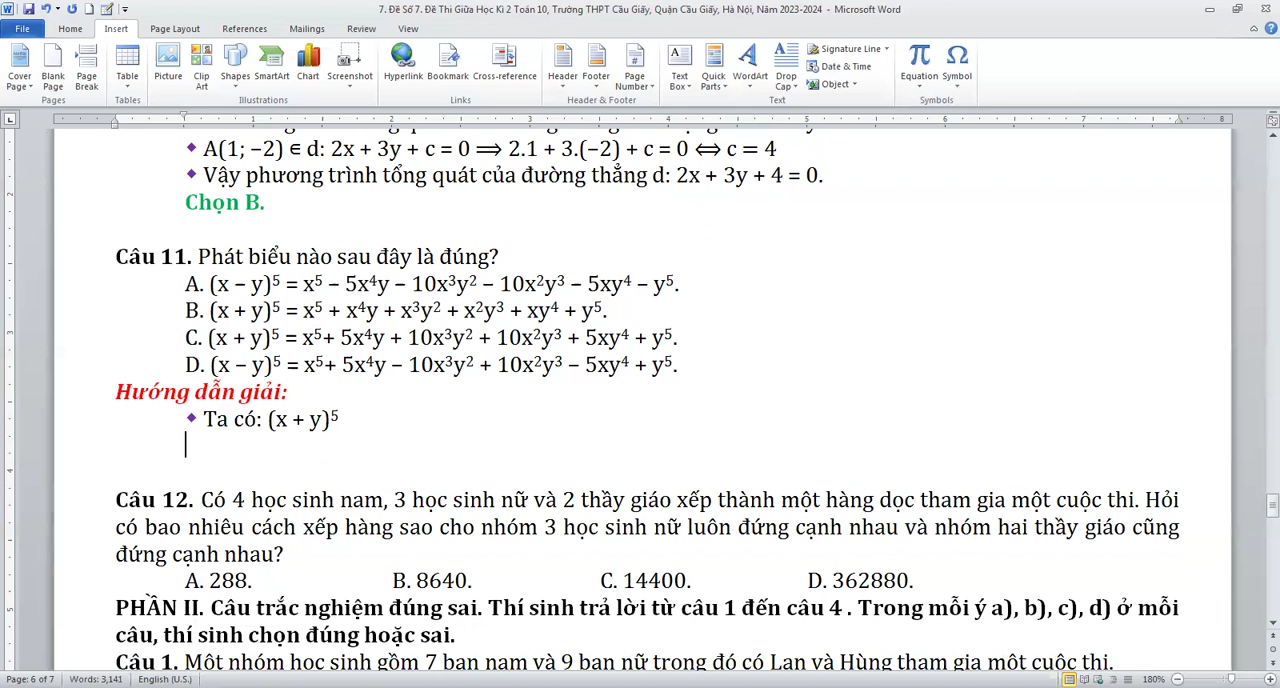 7. Đề Số 7. Đề Thi Giữa Học Kì 2 Toán 10, Trường THPT Cầu Giấy, Quận Cầu Giấy, Hà Nội, Năm 2023-2024 - Microsoft Word
File Home Insert Page Layout References Mailings Review View
Cover Page Blank Page Page Break Table Picture Clip Art Shapes SmartArt Chart Screenshot Hyperlink Bookmark Cross-reference Header Footer Page Number Text Box Quick Parts WordArt Drop Cap Signature Line Date & Time Object Equation Symbol
Pages Tables Illustrations Links Header & Footer Text Symbols
1 2 3 4 5 6 7 8
◆ A(1; −2) ∈ d: 2x + 3y + c = 0 ⟹ 2.1 + 3.(−2) + c = 0 ⟺ c = 4
◆ Vậy phương trình tổng quát của đường thẳng d: 2x + 3y + 4 = 0.
Chọn B.
Câu 11. Phát biểu nào sau đây là đúng?
A. (x − y)⁵ = x⁵ − 5x⁴y − 10x³y² − 10x²y³ − 5xy⁴ − y⁵.
B. (x + y)⁵ = x⁵ + x⁴y + x³y² + x²y³ + xy⁴ + y⁵.
C. (x + y)⁵ = x⁵+ 5x⁴y + 10x³y² + 10x²y³ + 5xy⁴ + y⁵.
D. (x − y)⁵ = x⁵+ 5x⁴y − 10x³y² + 10x²y³ − 5xy⁴ + y⁵.
Hướng dẫn giải:
◆ Ta có: (x + y)⁵
Câu 12. Có 4 học sinh nam, 3 học sinh nữ và 2 thầy giáo xếp thành một hàng dọc tham gia một cuộc thi. Hỏi
có bao nhiêu cách xếp hàng sao cho nhóm 3 học sinh nữ luôn đứng cạnh nhau và nhóm hai thầy giáo cũng
đứng cạnh nhau?
A. 288. B. 8640. C. 14400. D. 362880.
PHẦN II. Câu trắc nghiệm đúng sai. Thí sinh trả lời từ câu 1 đến câu 4 . Trong mỗi ý a), b), c), d) ở mỗi
câu, thí sinh chọn đúng hoặc sai.
Câu 1. Một nhóm học sinh gồm 7 bạn nam và 9 bạn nữ trong đó có Lan và Hùng tham gia một cuộc thi.
Page: 6 of 7 Words: 3,141 English (U.S.) 180%